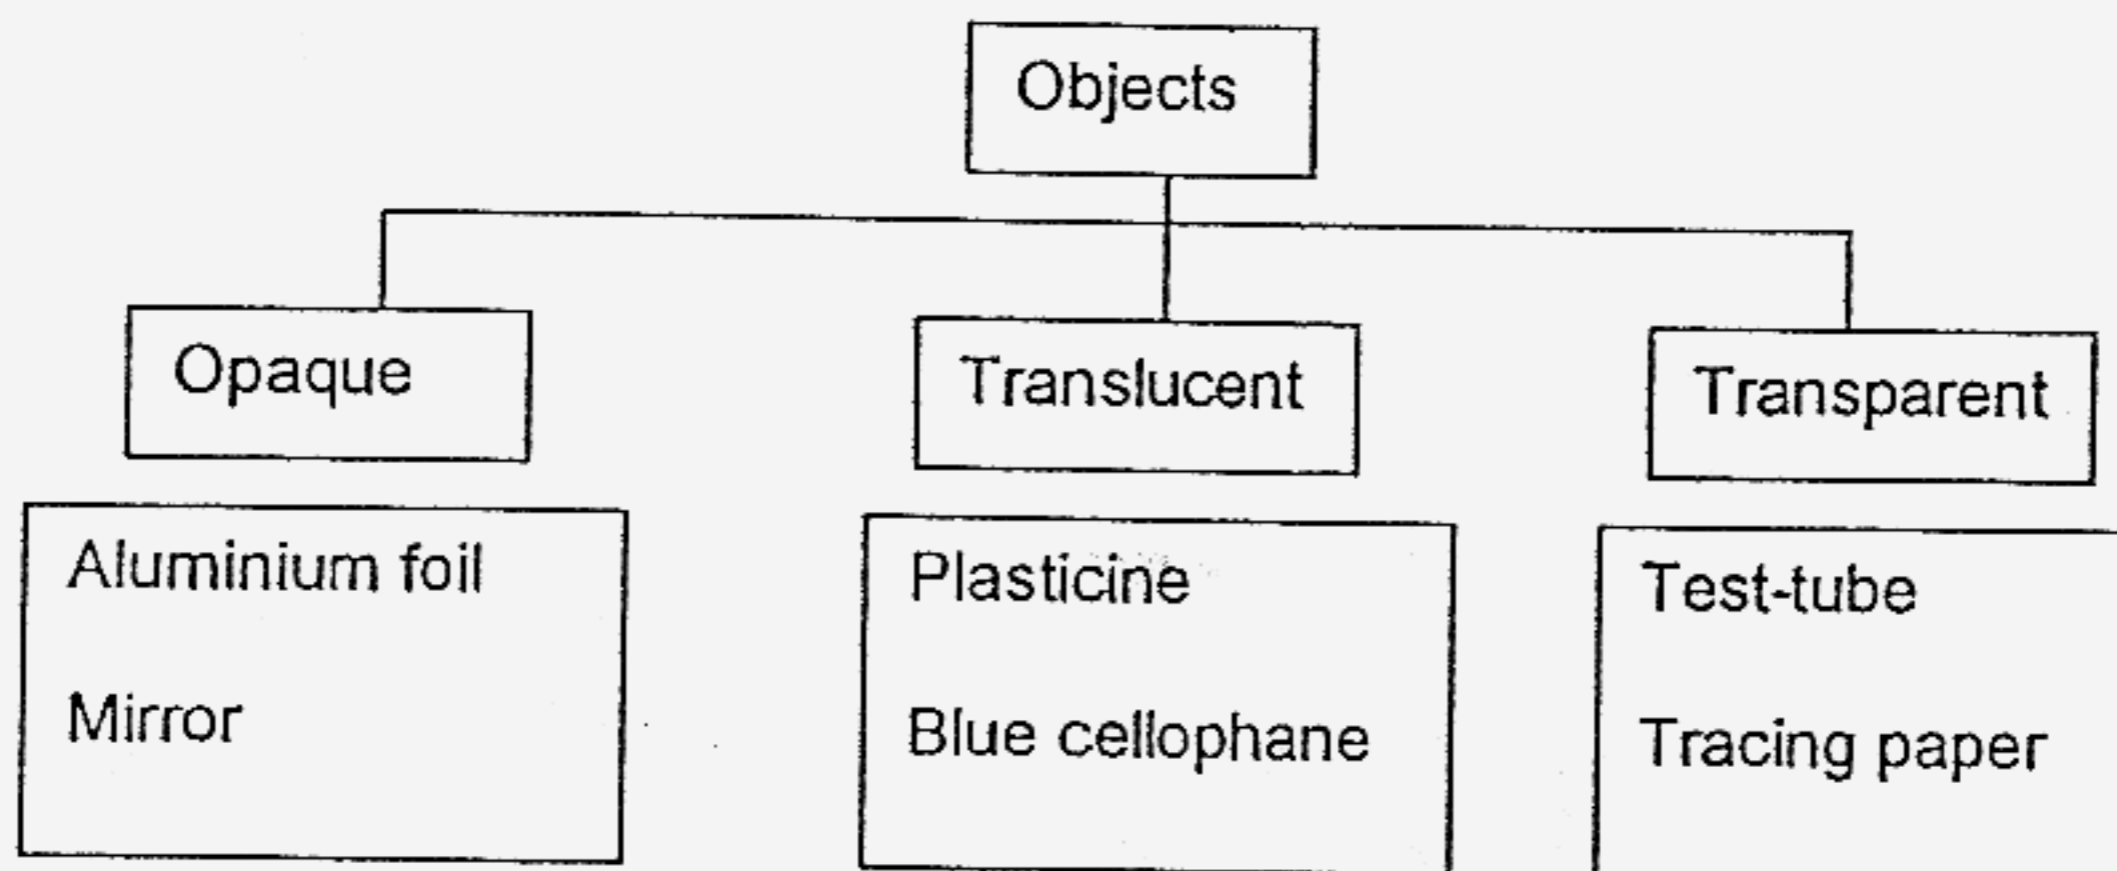 Objects
Opaque
Translucent
Transparent
Aluminium foil
Mirror
Plasticine
Blue cellophane
Test-tube
Tracing paper